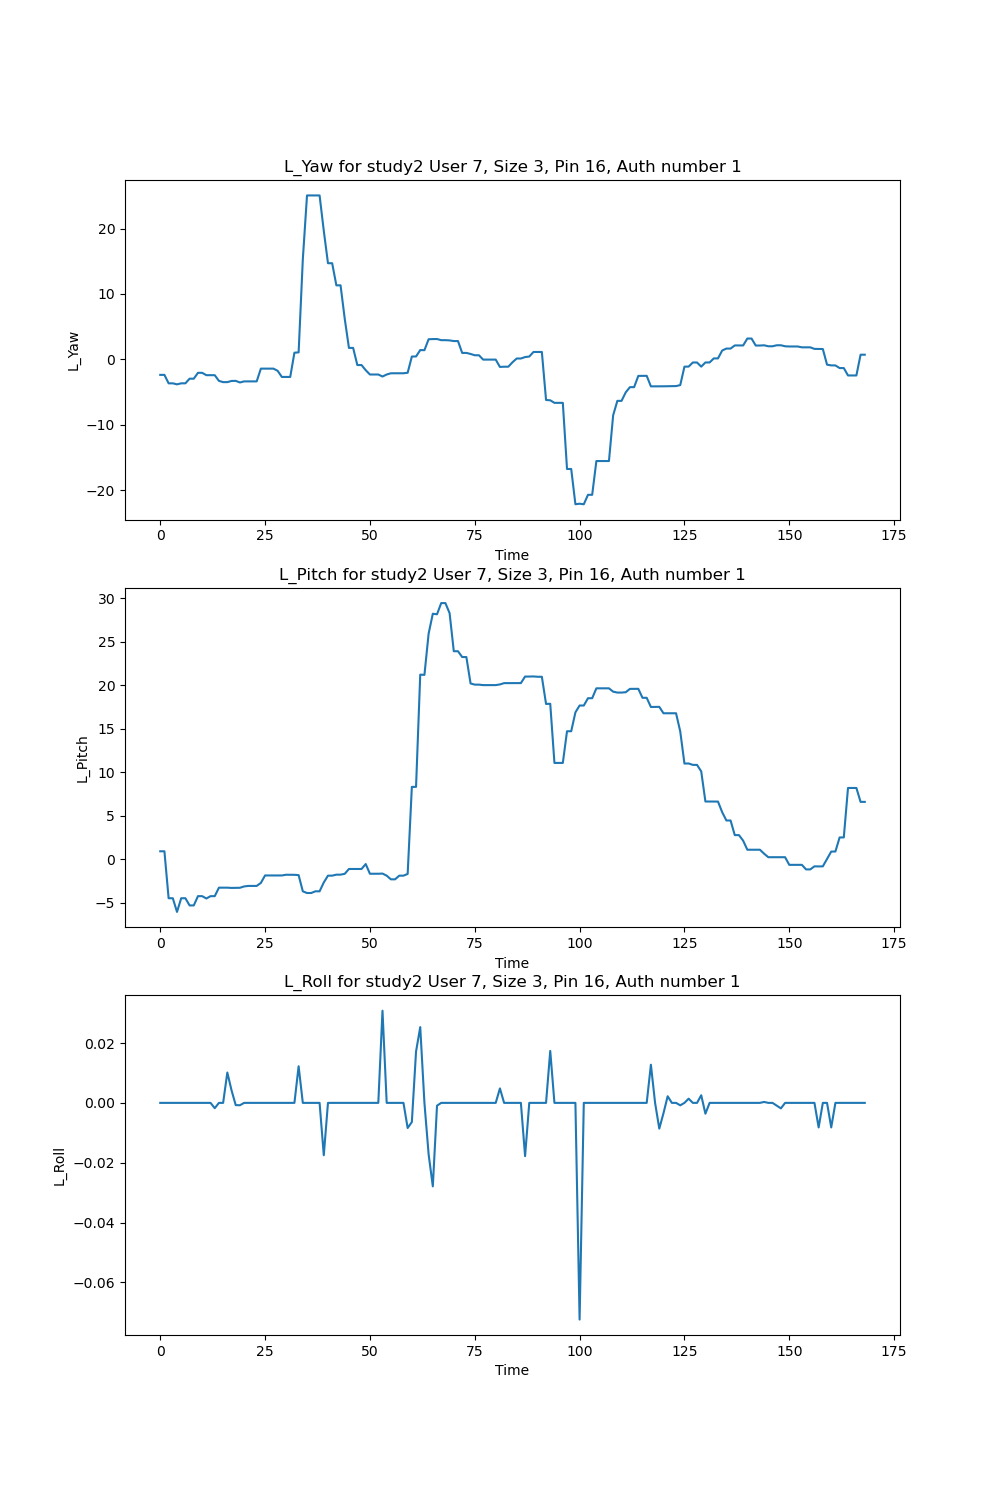 L_Yaw for study2 User 7, Size 3, Pin 16, Auth number 1
20
10
0
−10
−20
L_Yaw
0 25 50 75 100 125 150 175
Time
L_Pitch for study2 User 7, Size 3, Pin 16, Auth number 1
30
25
20
15
10
5
0
−5
L_Pitch
0 25 50 75 100 125 150 175
Time
L_Roll for study2 User 7, Size 3, Pin 16, Auth number 1
0.02
0.00
−0.02
−0.04
−0.06
L_Roll
0 25 50 75 100 125 150 175
Time